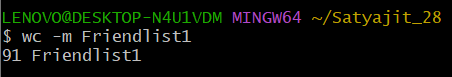 LENOVO@DESKTOP-N4U1VDM MINGW64 ~/Satyajit_28
$ wc -m Friendlist1
91 Friendlist1